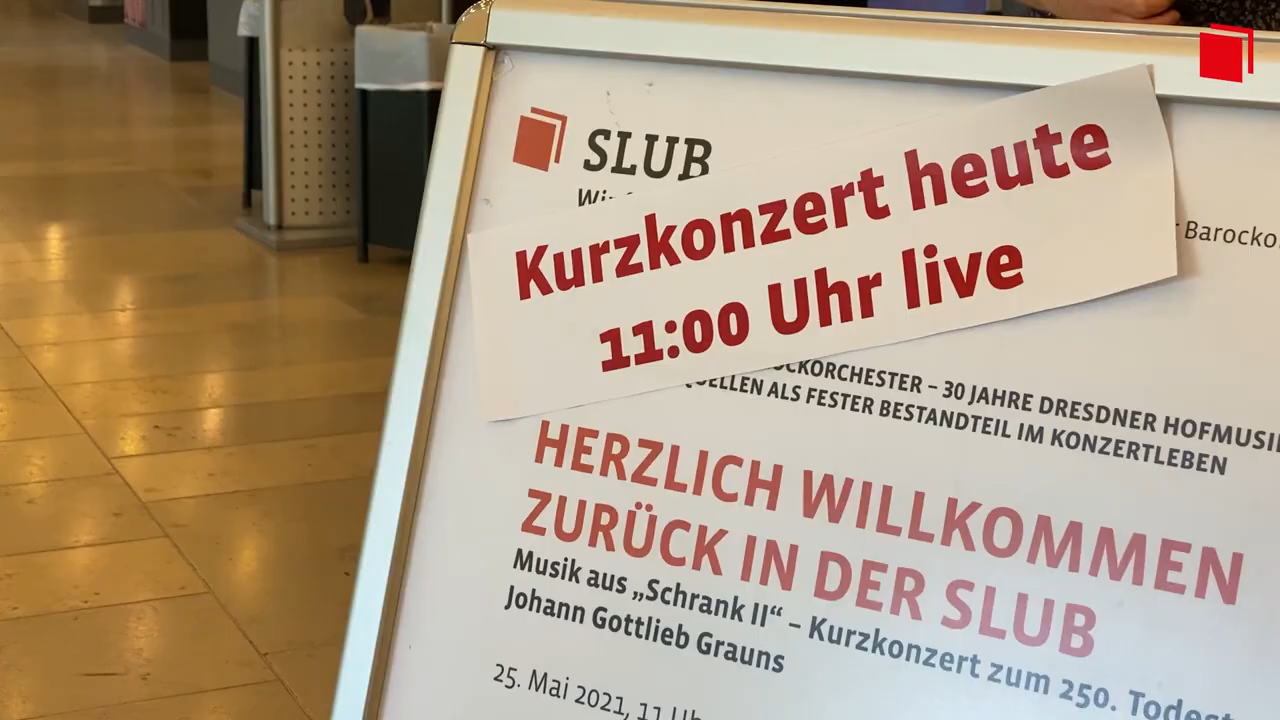 SLUB
Kurzkonzert heute
11:00 Uhr live
Barocko
– 30 JAHRE DRESDNER HOFMUSI
ALS FESTER BESTANDTEIL IM KONZERTLEBEN
HERZLICH WILLKOMMEN
ZURÜCK IN DER SLUB
Musik aus „Schrank II“ – Kurzkonzert zum 250. Todest
Johann Gottlieb Grauns
25. Mai 2021, 11 Uh